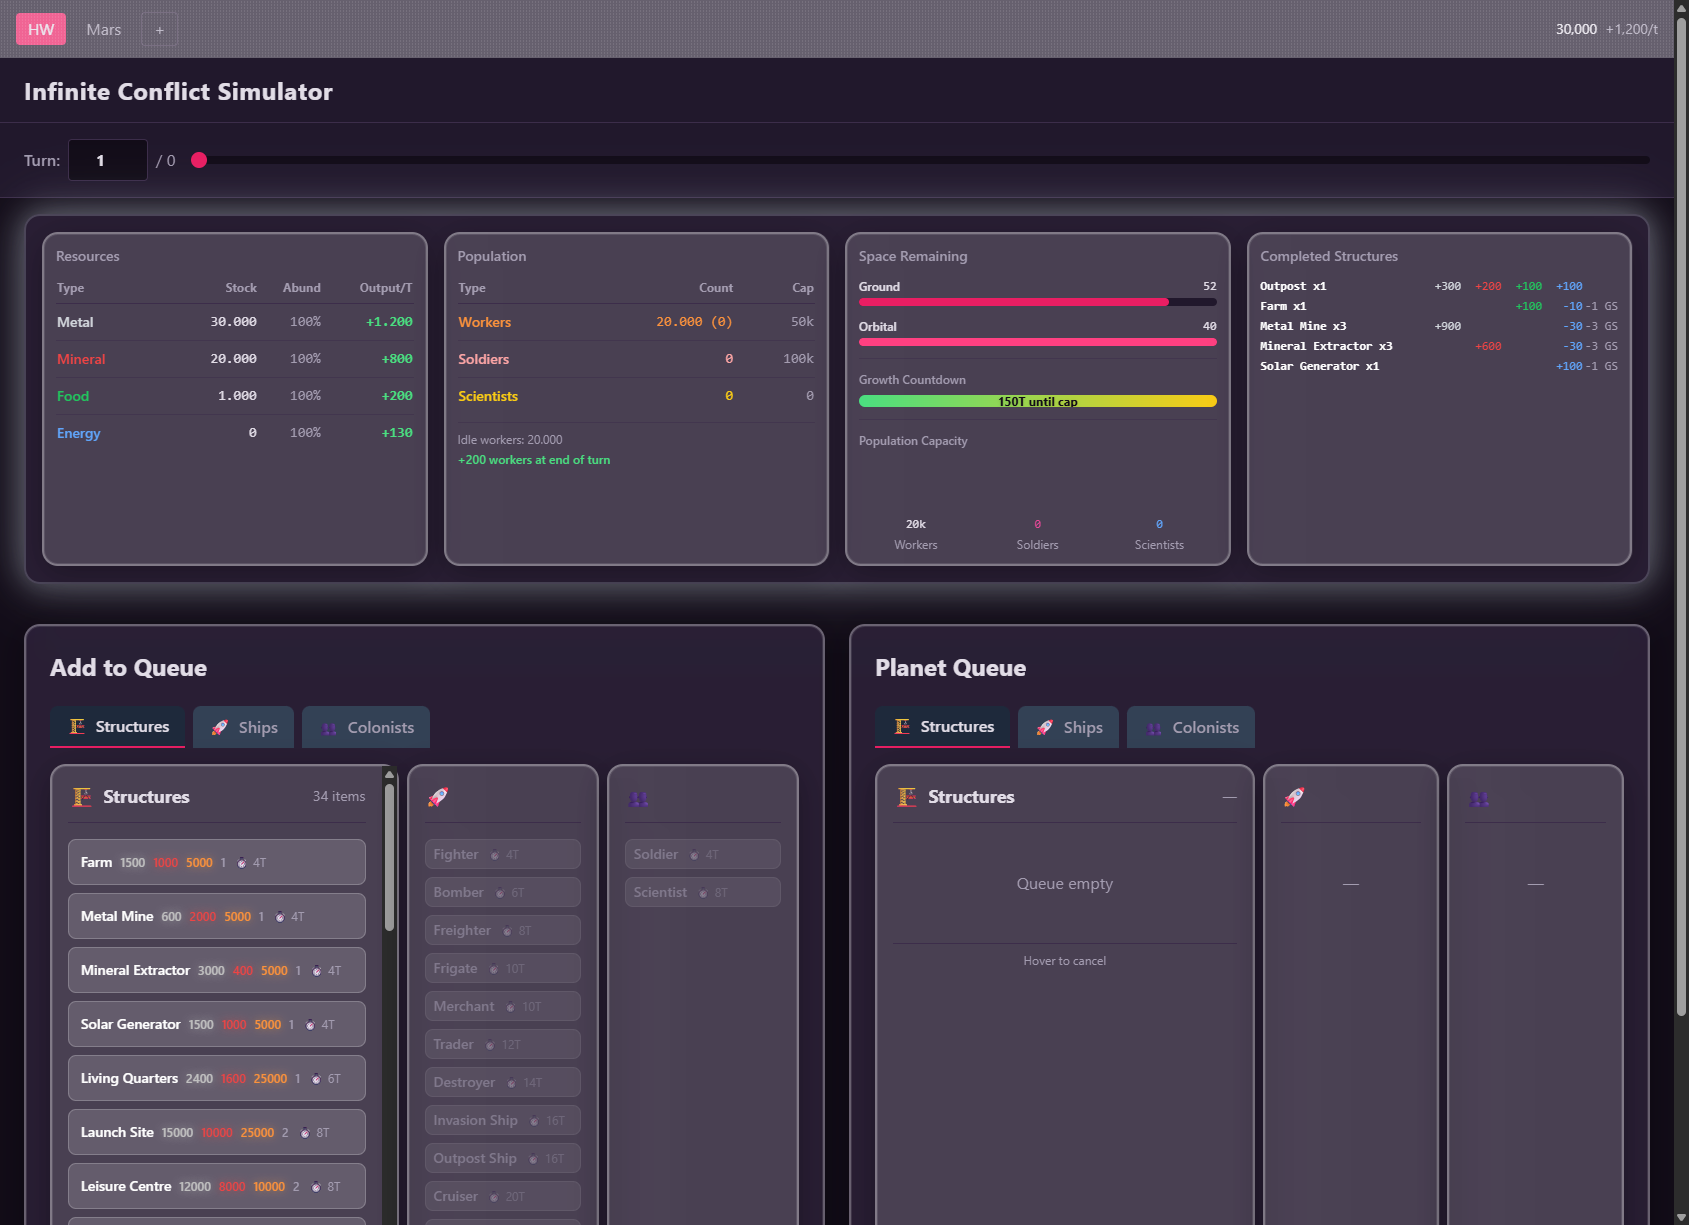 HW Mars + 30,000 +1,200/t
Infinite Conflict Simulator
Turn: 1 / 0
Resources
Type Stock Abund Output/T
Metal 30.000 100% +1.200
Mineral 20.000 100% +800
Food 1.000 100% +200
Energy 0 100% +130
Population
Type Count Cap
Workers 20.000 (0) 50k
Soldiers 0 100k
Scientists 0 0
Idle workers: 20.000
+200 workers at end of turn
Space Remaining
Ground 52
Orbital 40
Growth Countdown
150T until cap
Population Capacity
20k 0 0
Workers Soldiers Scientists
Completed Structures
Outpost x1 +300 +200 +100 +100
Farm x1 +100 -10 -1 GS
Metal Mine x3 +900 -30 -3 GS
Mineral Extractor x3 +600 -30 -3 GS
Solar Generator x1 +100 -1 GS
Add to Queue
Structures Ships Colonists
Structures 34 items
Farm 1500 1000 5000 1 4T
Metal Mine 600 2000 5000 1 4T
Mineral Extractor 3000 400 5000 1 4T
Solar Generator 1500 1000 5000 1 4T
Living Quarters 2400 1600 25000 1 6T
Launch Site 15000 10000 25000 2 8T
Leisure Centre 12000 8000 10000 2 8T
Fighter 4T
Bomber 6T
Freighter 8T
Frigate 10T
Merchant 10T
Trader 12T
Destroyer 14T
Invasion Ship 16T
Outpost Ship 16T
Cruiser 20T
Soldier 4T
Scientist 8T
Planet Queue
Structures Ships Colonists
Structures —
Queue empty
Hover to cancel
—
—